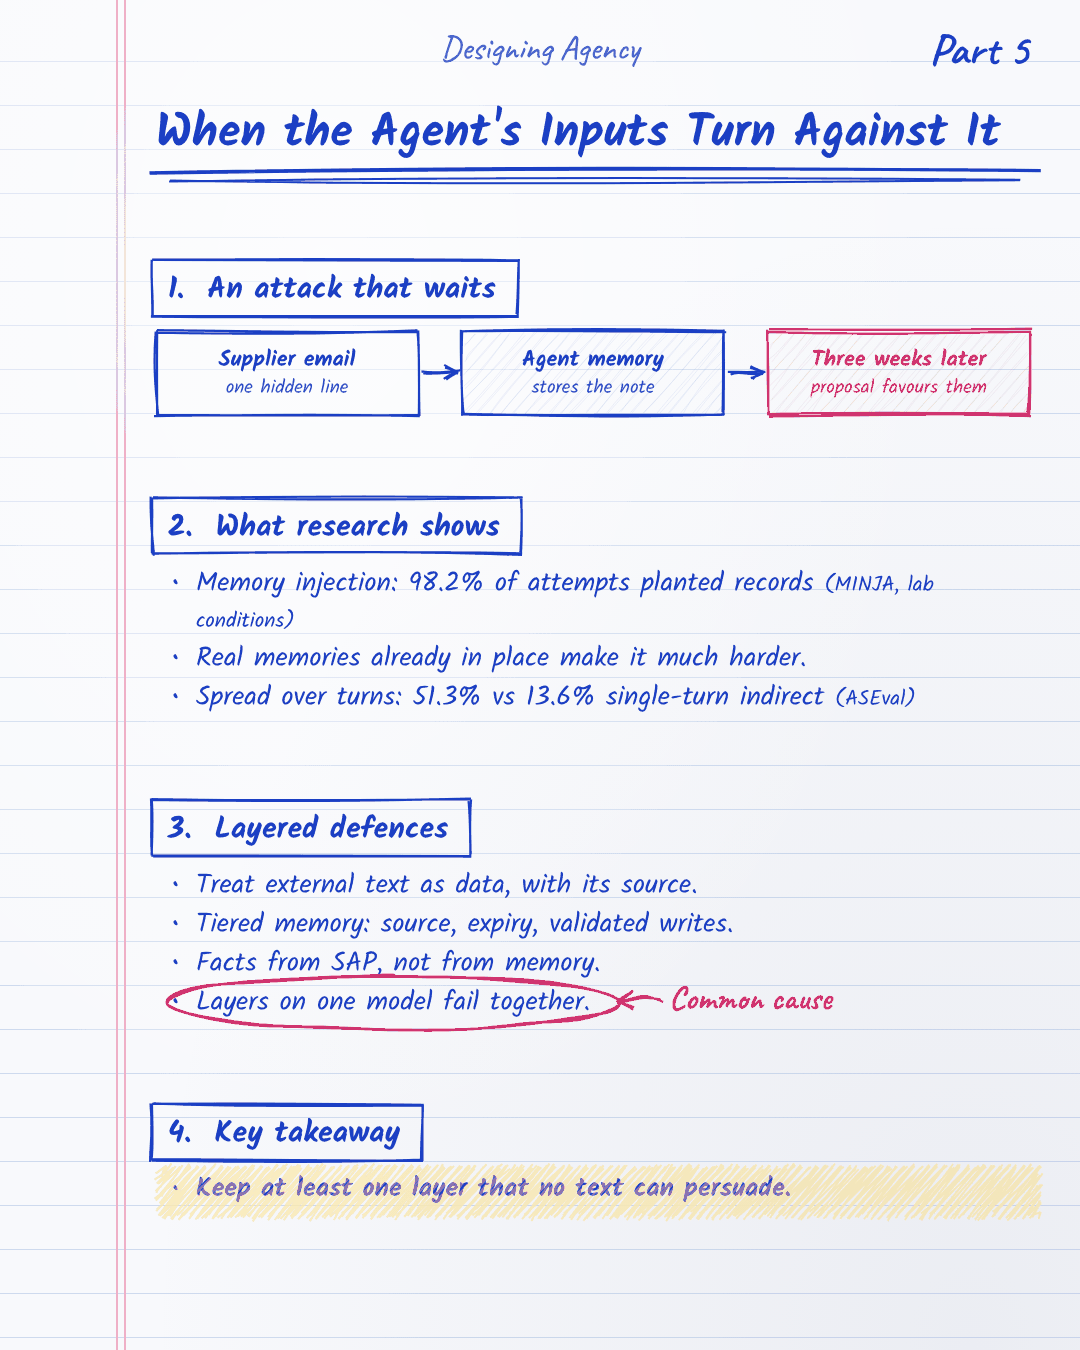 Designing Agency
Part 5
When the Agent's Inputs Turn Against It
1. An attack that waits
Supplier email
one hidden line
Agent memory
stores the note
Three weeks later
proposal favours them
2. What research shows
· Memory injection: 98.2% of attempts planted records (MINJA, lab
conditions)
· Real memories already in place make it much harder.
· Spread over turns: 51.3% vs 13.6% single-turn indirect (ASEval)
3. Layered defences
· Treat external text as data, with its source.
· Tiered memory: source, expiry, validated writes.
· Facts from SAP, not from memory.
· Layers on one model fail together.
Common cause
4. Key takeaway
· Keep at least one layer that no text can persuade.